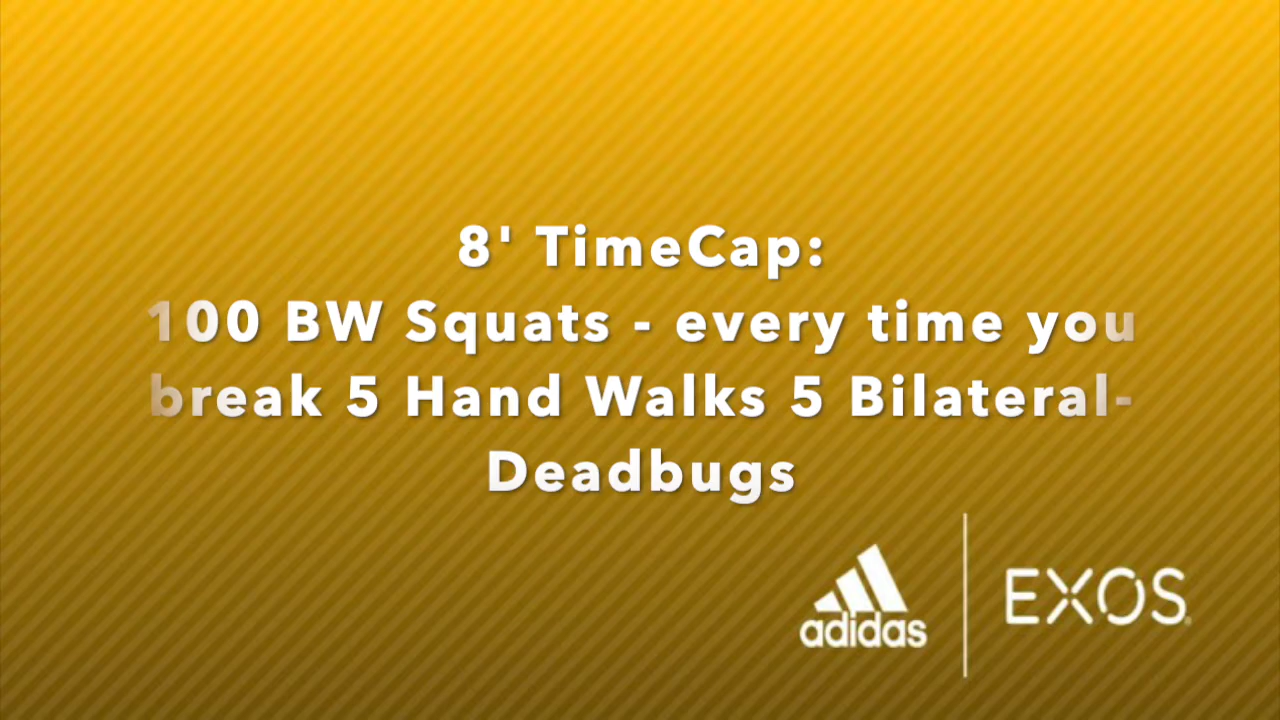 8' TimeCap:
100 BW Squats - every time you
break 5 Hand Walks 5 Bilateral-
Deadbugs
adidas
EXOS